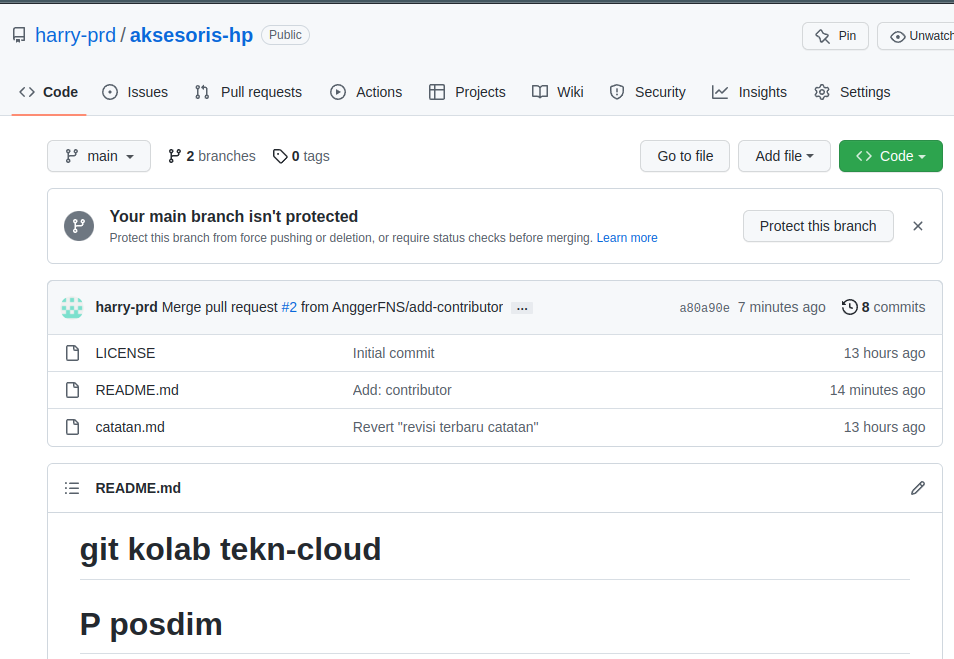 harry-prd / aksesoris-hp Public Pin Unwatch
Code Issues Pull requests Actions Projects Wiki Security Insights Settings
main 2 branches 0 tags Go to file Add file Code
Your main branch isn't protected
Protect this branch from force pushing or deletion, or require status checks before merging. Learn more
Protect this branch
harry-prd Merge pull request #2 from AnggerFNS/add-contributor ... a80a90e 7 minutes ago 8 commits
LICENSE Initial commit 13 hours ago
README.md Add: contributor 14 minutes ago
catatan.md Revert "revisi terbaru catatan" 13 hours ago
README.md
git kolab tekn-cloud
P posdim